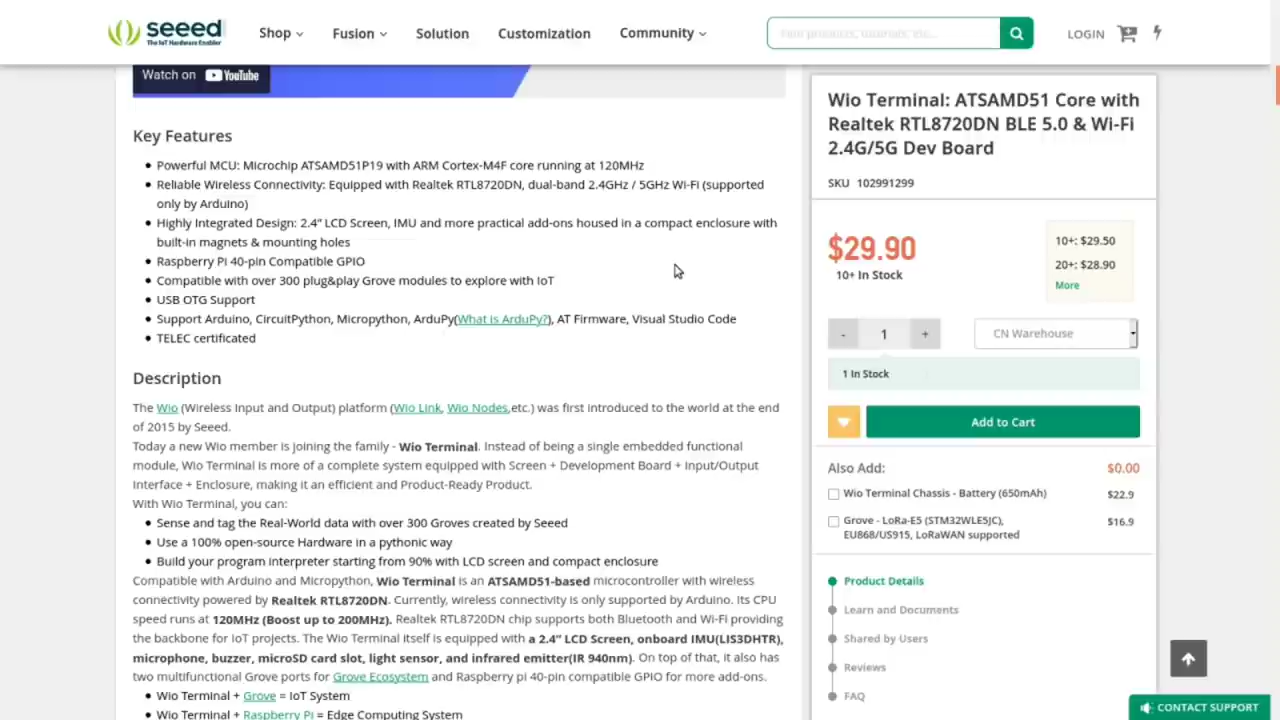 seeed
The IoT Hardware Enabler
Shop
Fusion
Solution
Customization
Community
Find products, tutorials, etc...
LOGIN
Watch on YouTube
Key Features
Powerful MCU: Microchip ATSAMD51P19 with ARM Cortex-M4F core running at 120MHz
Reliable Wireless Connectivity: Equipped with Realtek RTL8720DN, dual-band 2.4GHz / 5GHz Wi-Fi (supported
only by Arduino)
Highly Integrated Design: 2.4” LCD Screen, IMU and more practical add-ons housed in a compact enclosure with
built-in magnets & mounting holes
Raspberry Pi 40-pin Compatible GPIO
Compatible with over 300 plug&play Grove modules to explore with IoT
USB OTG Support
Support Arduino, CircuitPython, Micropython, ArduPy(What is ArduPy?), AT Firmware, Visual Studio Code
TELEC certificated
Description
The Wio (Wireless Input and Output) platform (Wio Link, Wio Nodes,etc.) was first introduced to the world at the end
of 2015 by Seeed.
Today a new Wio member is joining the family - Wio Terminal. Instead of being a single embedded functional
module, Wio Terminal is more of a complete system equipped with Screen + Development Board + Input/Output
Interface + Enclosure, making it an efficient and Product-Ready Product.
With Wio Terminal, you can:
Sense and tag the Real-World data with over 300 Groves created by Seeed
Use a 100% open-source Hardware in a pythonic way
Build your program interpreter starting from 90% with LCD screen and compact enclosure
Compatible with Arduino and Micropython, Wio Terminal is an ATSAMD51-based microcontroller with wireless
connectivity powered by Realtek RTL8720DN. Currently, wireless connectivity is only supported by Arduino. Its CPU
speed runs at 120MHz (Boost up to 200MHz). Realtek RTL8720DN chip supports both Bluetooth and Wi-Fi providing
the backbone for IoT projects. The Wio Terminal itself is equipped with a 2.4” LCD Screen, onboard IMU(LIS3DHTR),
microphone, buzzer, microSD card slot, light sensor, and infrared emitter(IR 940nm). On top of that, it also has
two multifunctional Grove ports for Grove Ecosystem and Raspberry pi 40-pin compatible GPIO for more add-ons.
Wio Terminal + Grove = IoT System
Wio Terminal + Raspberry Pi = Edge Computing System
Wio Terminal: ATSAMD51 Core with
Realtek RTL8720DN BLE 5.0 & Wi-Fi
2.4G/5G Dev Board
SKU 102991299
$29.90
10+ In Stock
10+: $29.50
20+: $28.90
More
- 1 +
CN Warehouse
1 In Stock
Add to Cart
Also Add: $0.00
Wio Terminal Chassis - Battery (650mAh) $22.9
Grove - LoRa-E5 (STM32WLE5JC), $16.9
EU868/US915, LoRaWAN supported
Product Details
Learn and Documents
Shared by Users
Reviews
FAQ
CONTACT SUPPORT